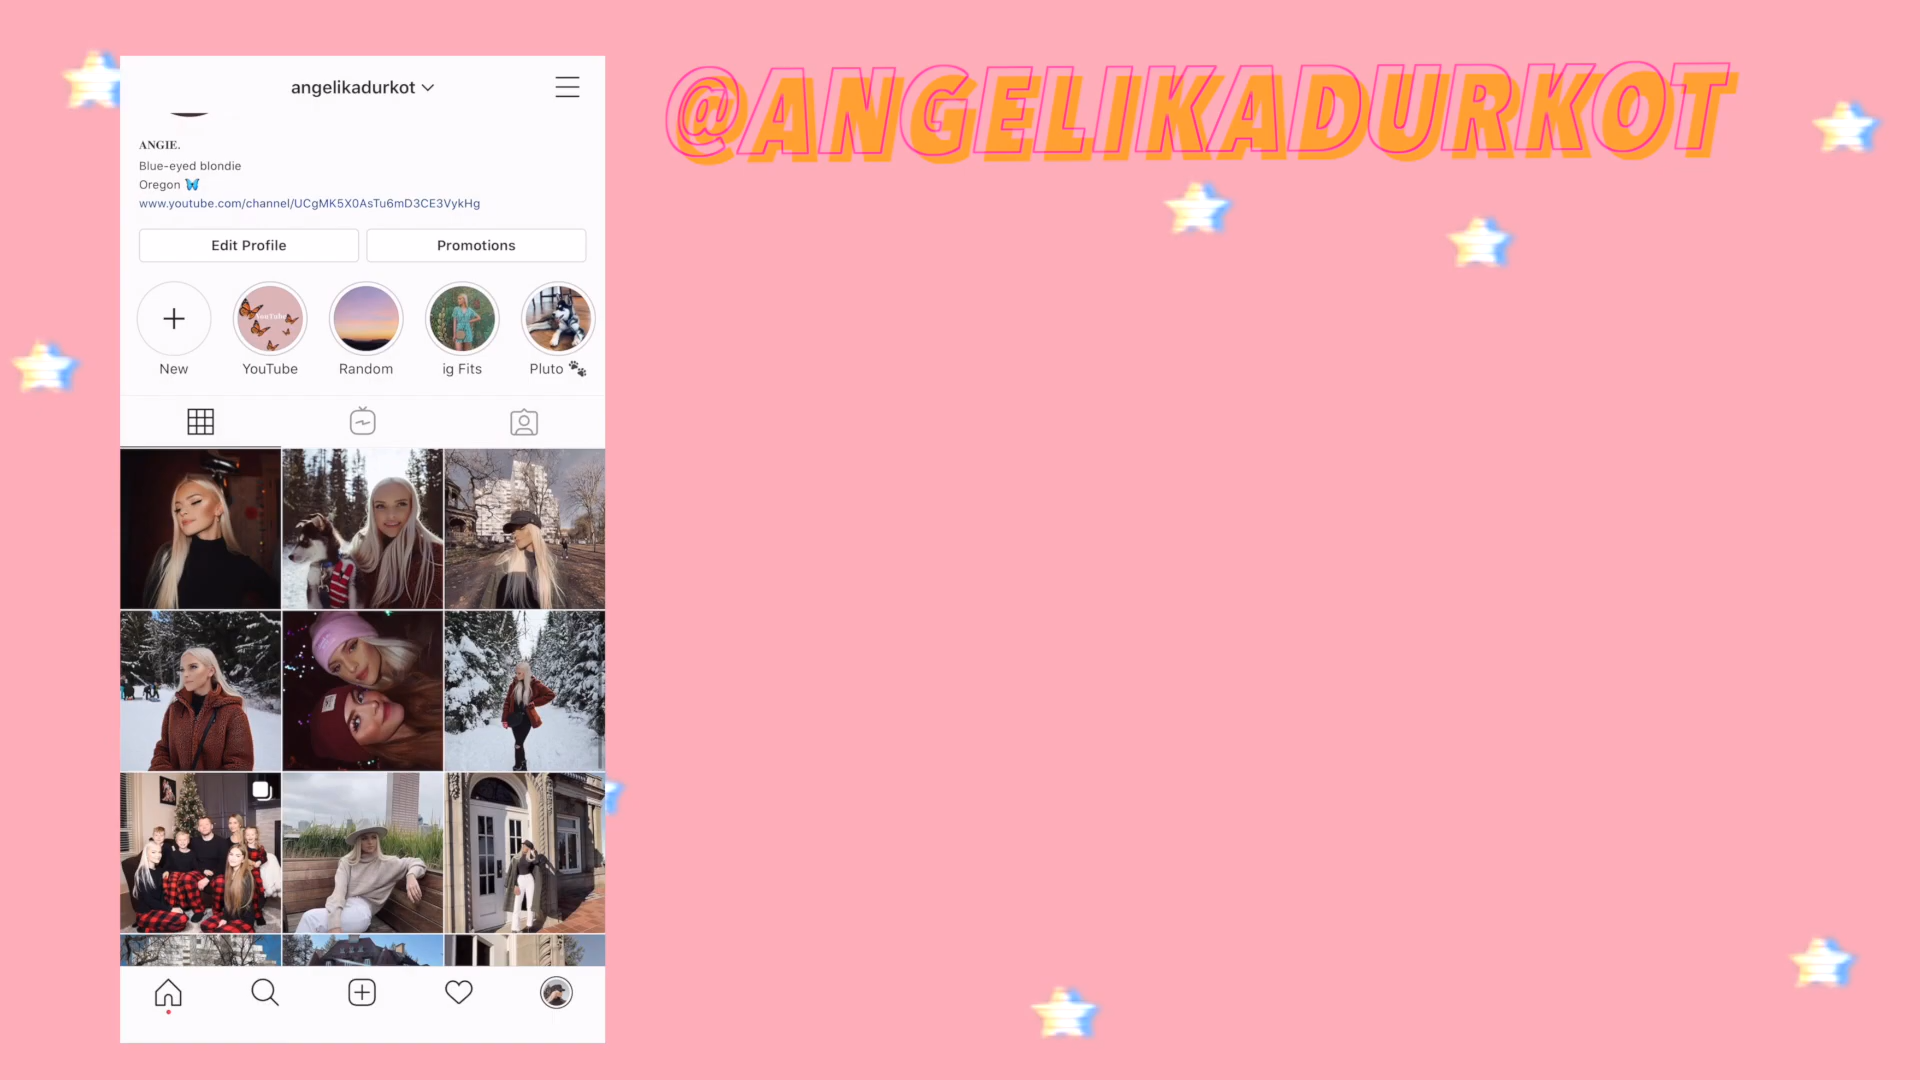 @ANGELIKADURKOT
angelikadurkot
ANGIE.
Blue-eyed blondie
Oregon 🦋
www.youtube.com/channel/UCgMK5X0AsTu6mD3CE3VykHg
Edit Profile
Promotions
YouTube
New
YouTube
Random
ig Fits
Pluto 🐾